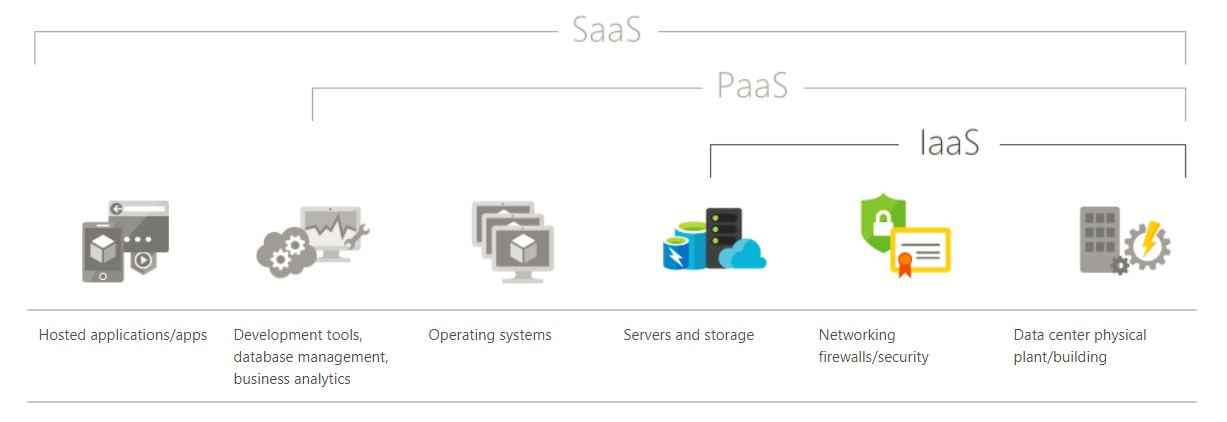 SaaS
PaaS
IaaS
Hosted applications/apps
Development tools,
database management,
business analytics
Operating systems
Servers and storage
Networking
firewalls/security
Data center physical
plant/building